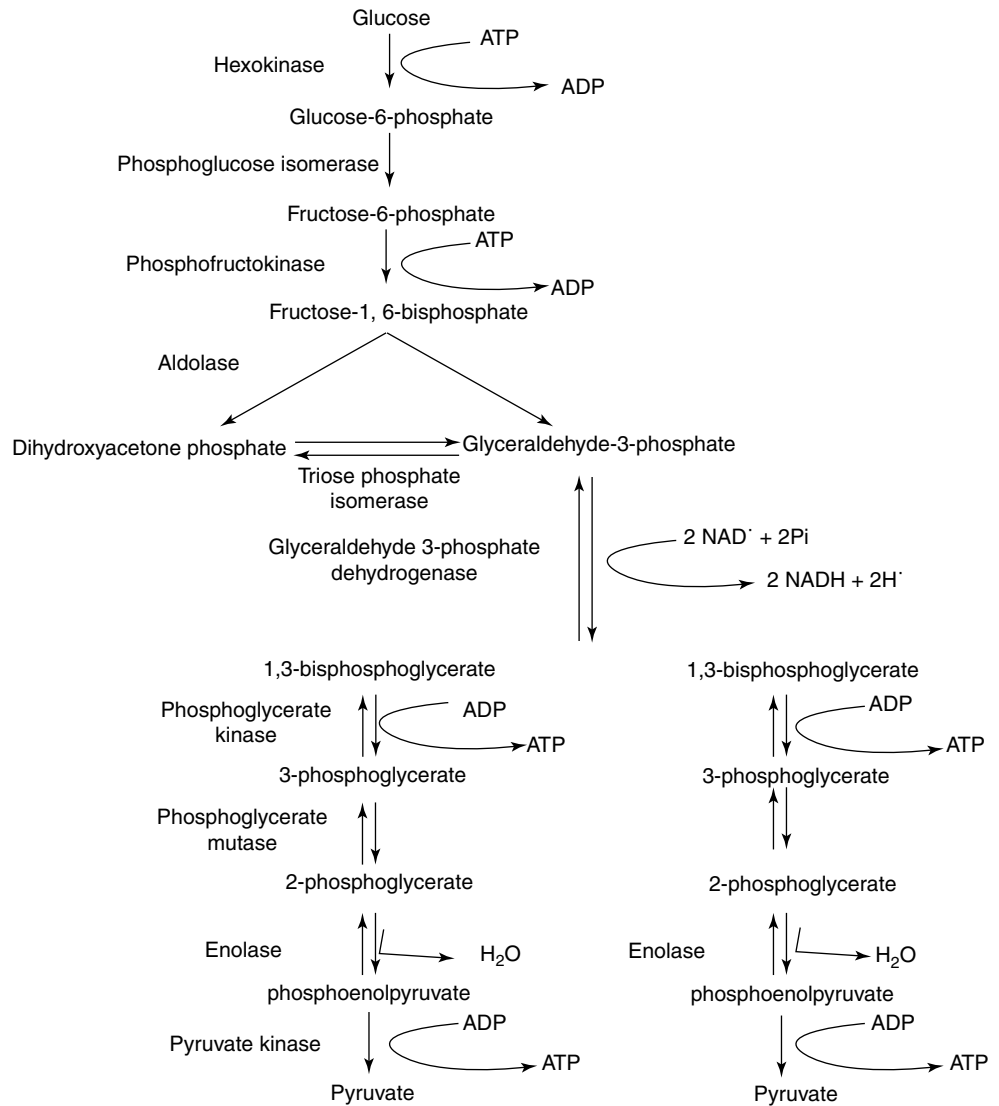 Glucose
ATP
Hexokinase
ADP
Glucose-6-phosphate
Phosphoglucose isomerase
Fructose-6-phosphate
ATP
Phosphofructokinase
ADP
Fructose-1, 6-bisphosphate
Aldolase
Dihydroxyacetone phosphate
Glyceraldehyde-3-phosphate
Triose phosphate
isomerase
Glyceraldehyde 3-phosphate
dehydrogenase
2 NAD˙ + 2Pi
2 NADH + 2H˙
1,3-bisphosphoglycerate
1,3-bisphosphoglycerate
Phosphoglycerate
kinase
ADP
ATP
ADP
ATP
3-phosphoglycerate
3-phosphoglycerate
Phosphoglycerate
mutase
2-phosphoglycerate
2-phosphoglycerate
Enolase
H₂O
Enolase
H₂O
phosphoenolpyruvate
phosphoenolpyruvate
Pyruvate kinase
ADP
ATP
ADP
ATP
Pyruvate
Pyruvate